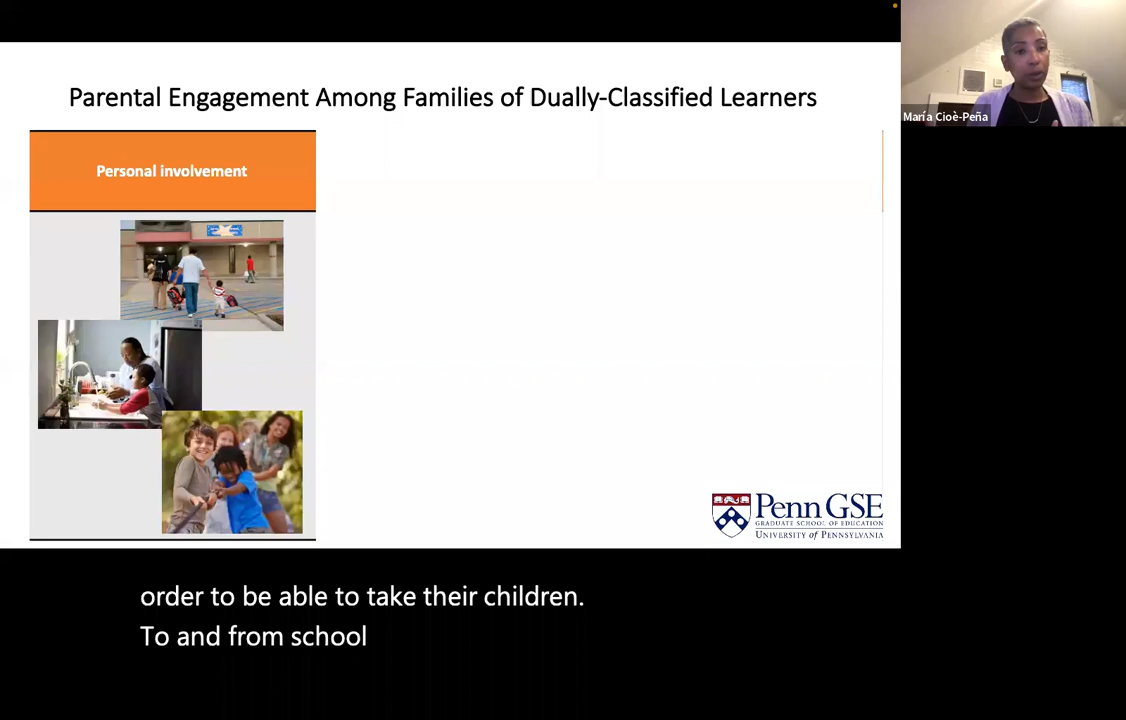 Parental Engagement Among Families of Dually-Classified Learners
María Cioè-Peña
Personal involvement
Penn GSE
GRADUATE SCHOOL OF EDUCATION
UNIVERSITY of PENNSYLVANIA
order to be able to take their children.
To and from school